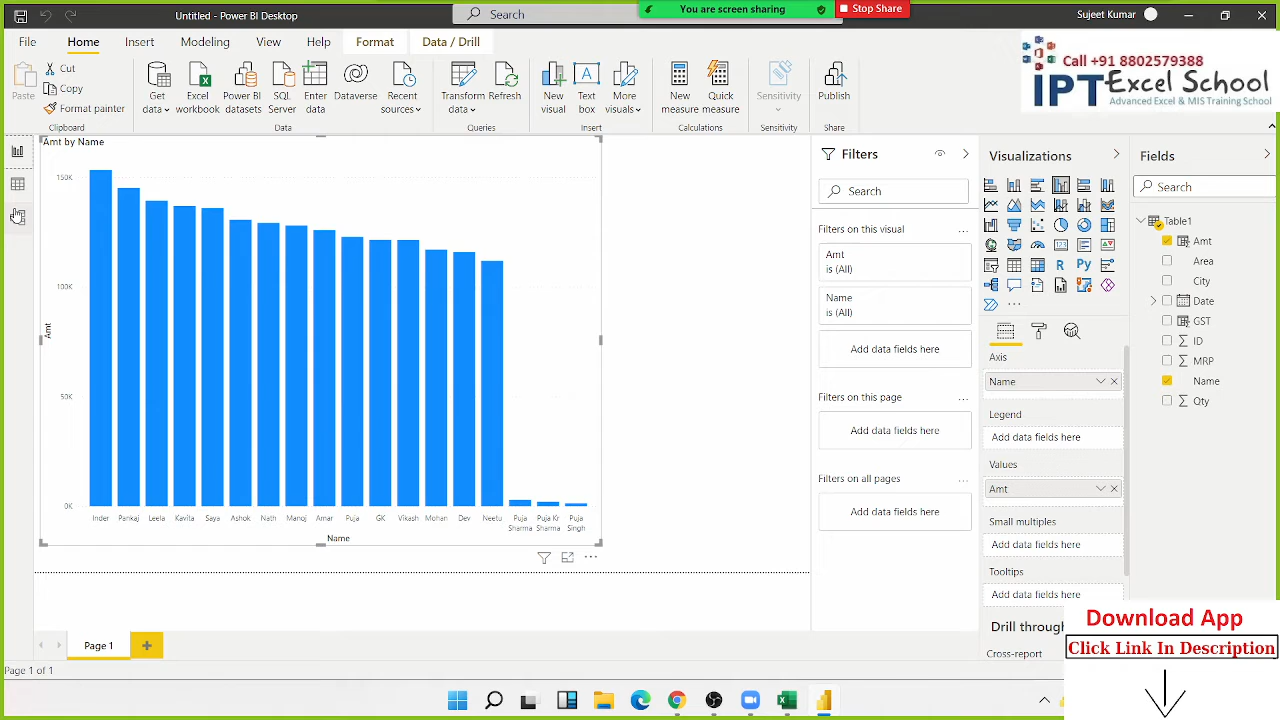 Untitled - Power BI Desktop
Search
You are screen sharing
Stop Share
Sujeet Kumar
File
Home
Insert
Modeling
View
Help
Format
Data / Drill
Paste
Cut
Copy
Format painter
Clipboard
Get
data
Excel
workbook
Power BI
datasets
SQL
Server
Enter
data
Dataverse
Recent
sources
Data
Transform
data
Refresh
Queries
New
visual
Text
box
More
visuals
Insert
New
measure
Quick
measure
Calculations
Sensitivity
Sensitivity
Publish
Share
Call +91 8802579388
IPT Excel School
Advanced Excel & MIS Training School
Amt by Name
150K
100K
50K
0K
Amt
Inder
Pankaj
Leela
Kavita
Saya
Ashok
Nath
Manoj
Amar
Puja
GK
Vikash
Mohan
Dev
Neetu
Puja
Sharma
Puja Kr
Sharma
Puja
Singh
Name
Filters
Search
Filters on this visual
Amt
is (All)
Name
is (All)
Add data fields here
Filters on this page
Add data fields here
Filters on all pages
Add data fields here
Visualizations
R
Py
123
Axis
Name
Legend
Add data fields here
Values
Amt
Small multiples
Add data fields here
Tooltips
Add data fields here
Drill through
Cross-report
Fields
Search
Table1
Amt
Area
City
Date
GST
ID
MRP
Name
Qty
Page 1
Page 1 of 1
Download App
Click Link In Description